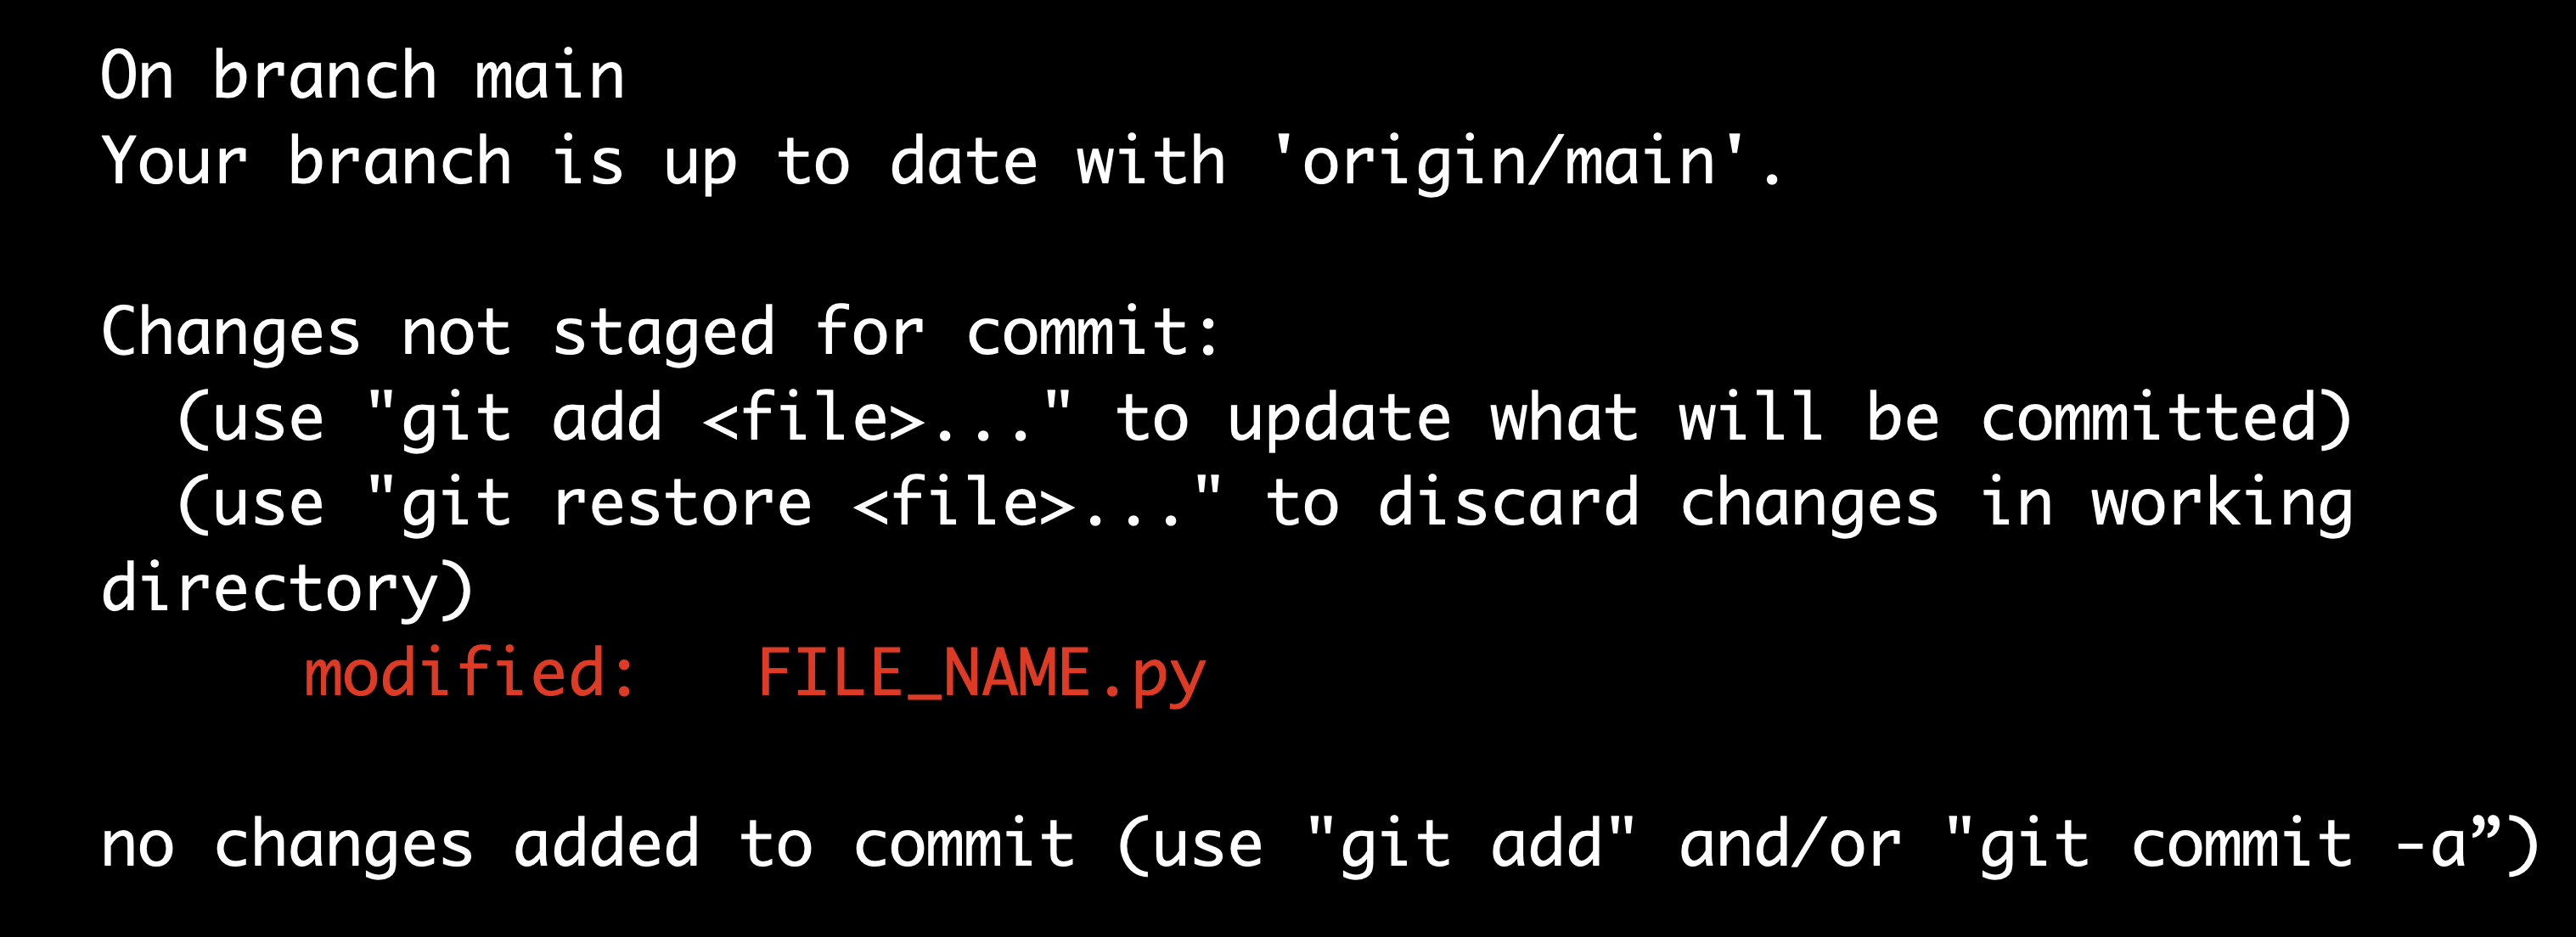 On branch main
Your branch is up to date with 'origin/main'.
Changes not staged for commit:
  (use "git add <file>..." to update what will be committed)
  (use "git restore <file>..." to discard changes in working
directory)
     modified:   FILE_NAME.py
no changes added to commit (use "git add" and/or "git commit -a”)